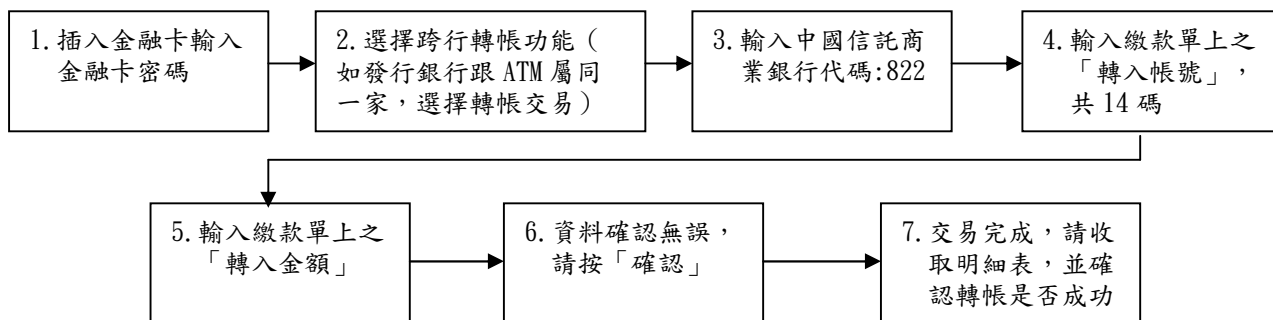 1.插入金融卡輸入
金融卡密碼
2.選擇跨行轉帳功能（
如發行銀行跟 ATM 屬同
一家，選擇轉帳交易）
3.輸入中國信託商
業銀行代碼:822
4.輸入繳款單上之
「轉入帳號」，
共 14 碼
5.輸入繳款單上之
「轉入金額」
6.資料確認無誤，
請按「確認」
7.交易完成，請收
取明細表，並確
認轉帳是否成功